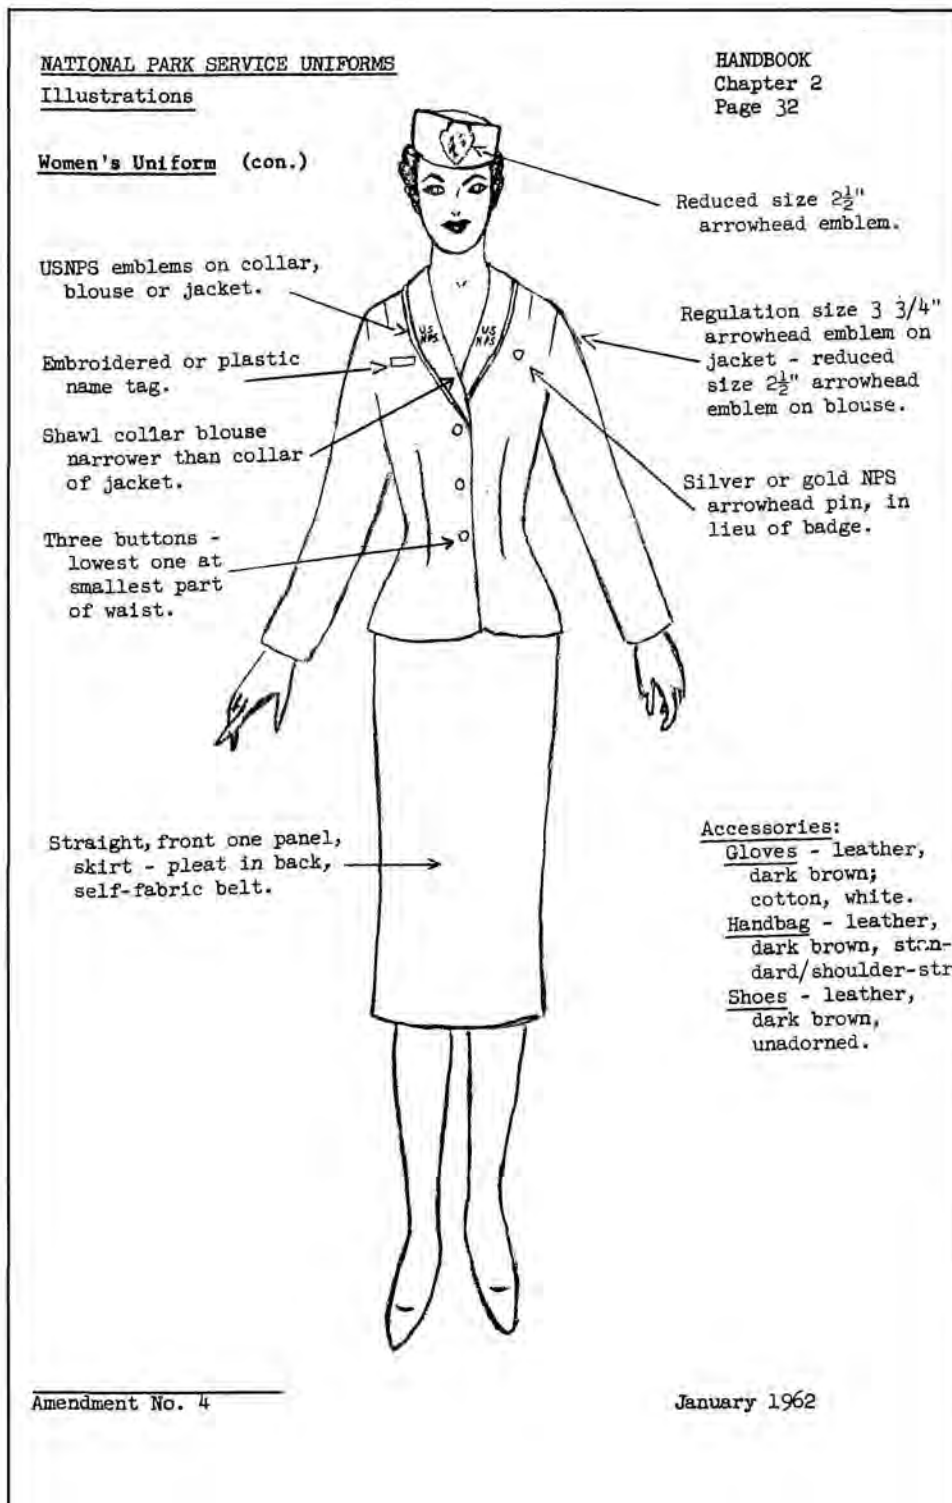 NATIONAL PARK SERVICE UNIFORMS
Illustrations
HANDBOOK
Chapter 2
Page 32
Women's Uniform (con.)
Reduced size 2½"
arrowhead emblem.
USNPS emblems on collar,
blouse or jacket.
Embroidered or plastic
name tag.
Shawl collar blouse
narrower than collar
of jacket.
Three buttons -
lowest one at
smallest part
of waist.
US
NPS
US
NPS
Regulation size 3 3/4"
arrowhead emblem on
jacket - reduced
size 2½" arrowhead
emblem on blouse.
Silver or gold NPS
arrowhead pin, in
lieu of badge.
Straight, front one panel,
skirt - pleat in back,
self-fabric belt.
Accessories:
Gloves - leather,
dark brown;
cotton, white.
Handbag - leather,
dark brown, stan-
dard/shoulder-str
Shoes - leather,
dark brown,
unadorned.
Amendment No. 4
January 1962